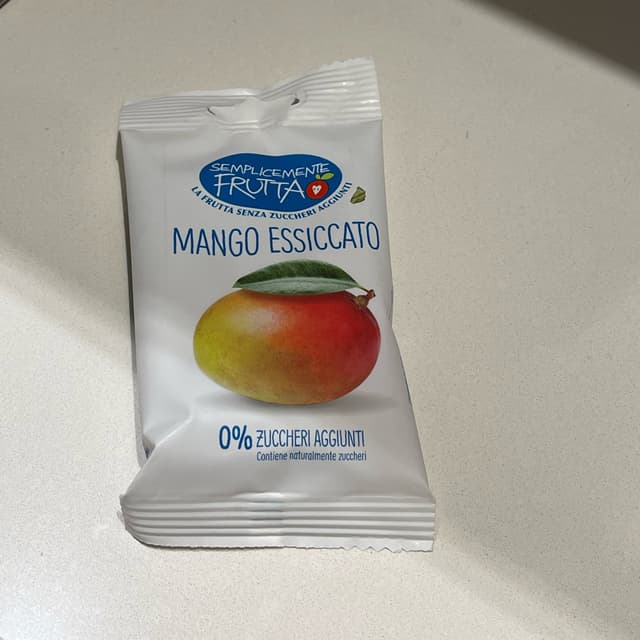 SEMPLICEMENTE
FRUTTA
LA FRUTTA SENZA ZUCCHERI AGGIUNTI
MANGO ESSICCATO
0% ZUCCHERI AGGIUNTI
Contiene naturalmente zuccheri